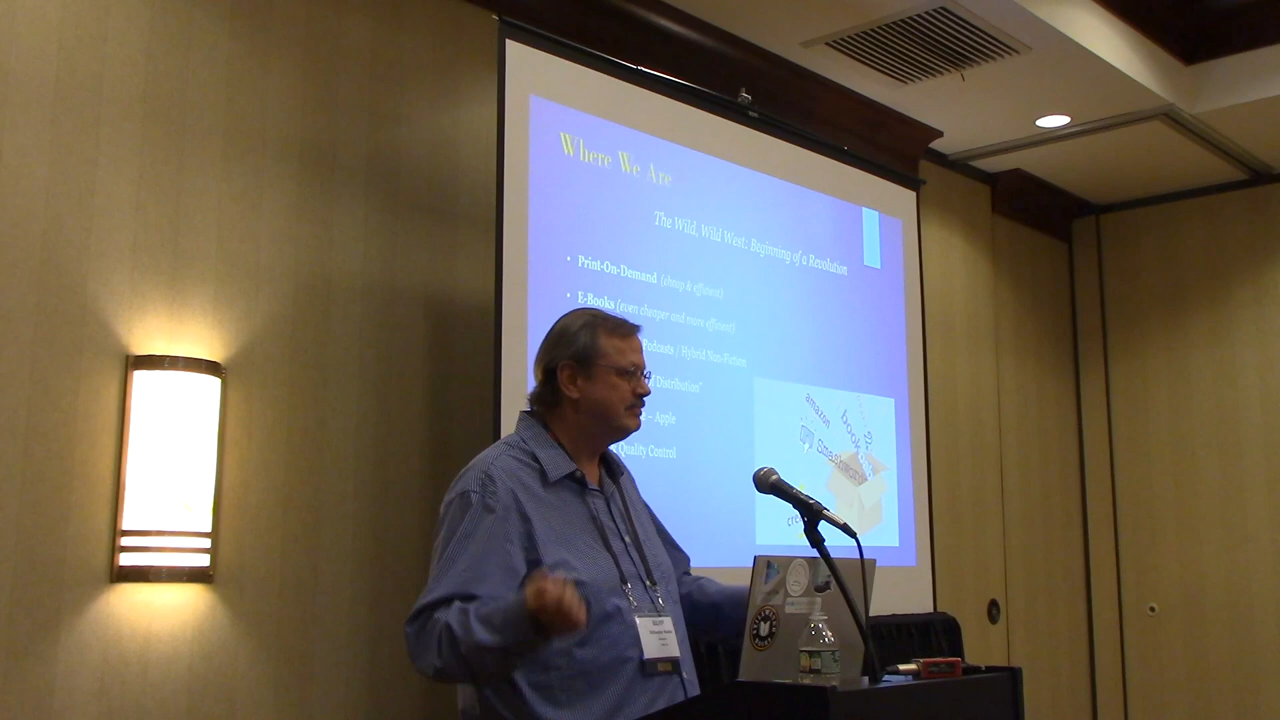 Where We Are
The Wild, Wild West: Beginning of a Revolution
• Print-On-Demand (cheap & efficient)
• E-Books (even cheaper and more efficient)
Podcasts / Hybrid Non-Fiction
Distribution"
– Apple
Quality Control
amazon
book
Smashwords